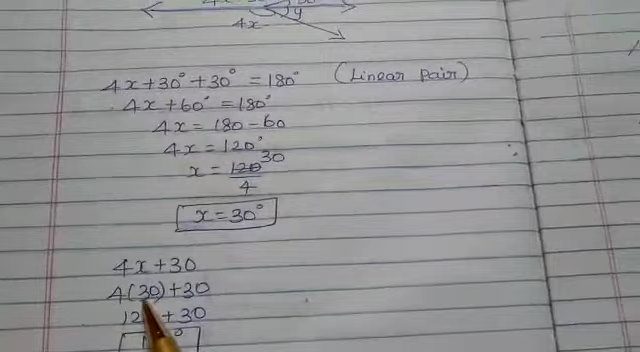 y
4x
4x+30°+30° = 180° (Linear pair)
4x+60° = 180°
4x = 180-60
4x = 120°
x = 120 30
4
x = 30°
4x+30
4(30)+30
+30